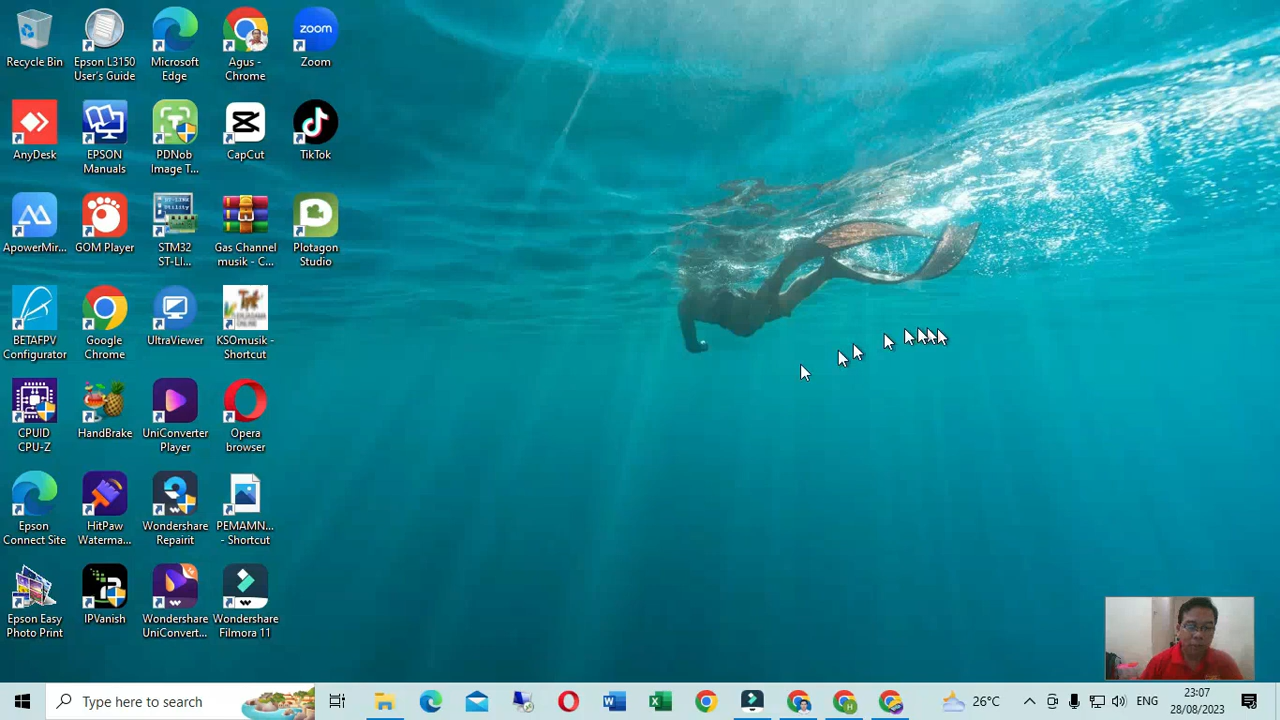 Recycle Bin
Epson L3150
User's Guide
Microsoft
Edge
Agus -
Chrome
zoom
Zoom
AnyDesk
EPSON
Manuals
PDNob
Image T...
CapCut
TikTok
ApowerMir...
GOM Player
STM32
ST-LI...
Gas Channel
musik - C...
Plotagon
Studio
BETAFPV
Configurator
Google
Chrome
UltraViewer
KSOmusik -
Shortcut
CPUID
CPU-Z
HandBrake
UniConverter
Player
Opera
browser
Epson
Connect Site
HitPaw
Waterma...
Wondershare
Repairit
PEMAMN...
- Shortcut
Epson Easy
Photo Print
IPVanish
Wondershare
UniConvert...
Wondershare
Filmora 11
Type here to search
26°C
ENG
23:07
28/08/2023